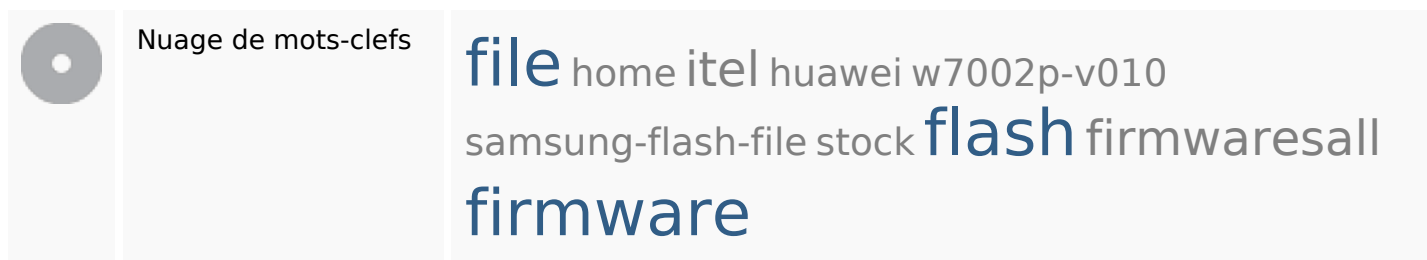 Nuage de mots-clefs
file home itel huawei w7002p-v010
samsung-flash-file stock flash firmwaresall
firmware